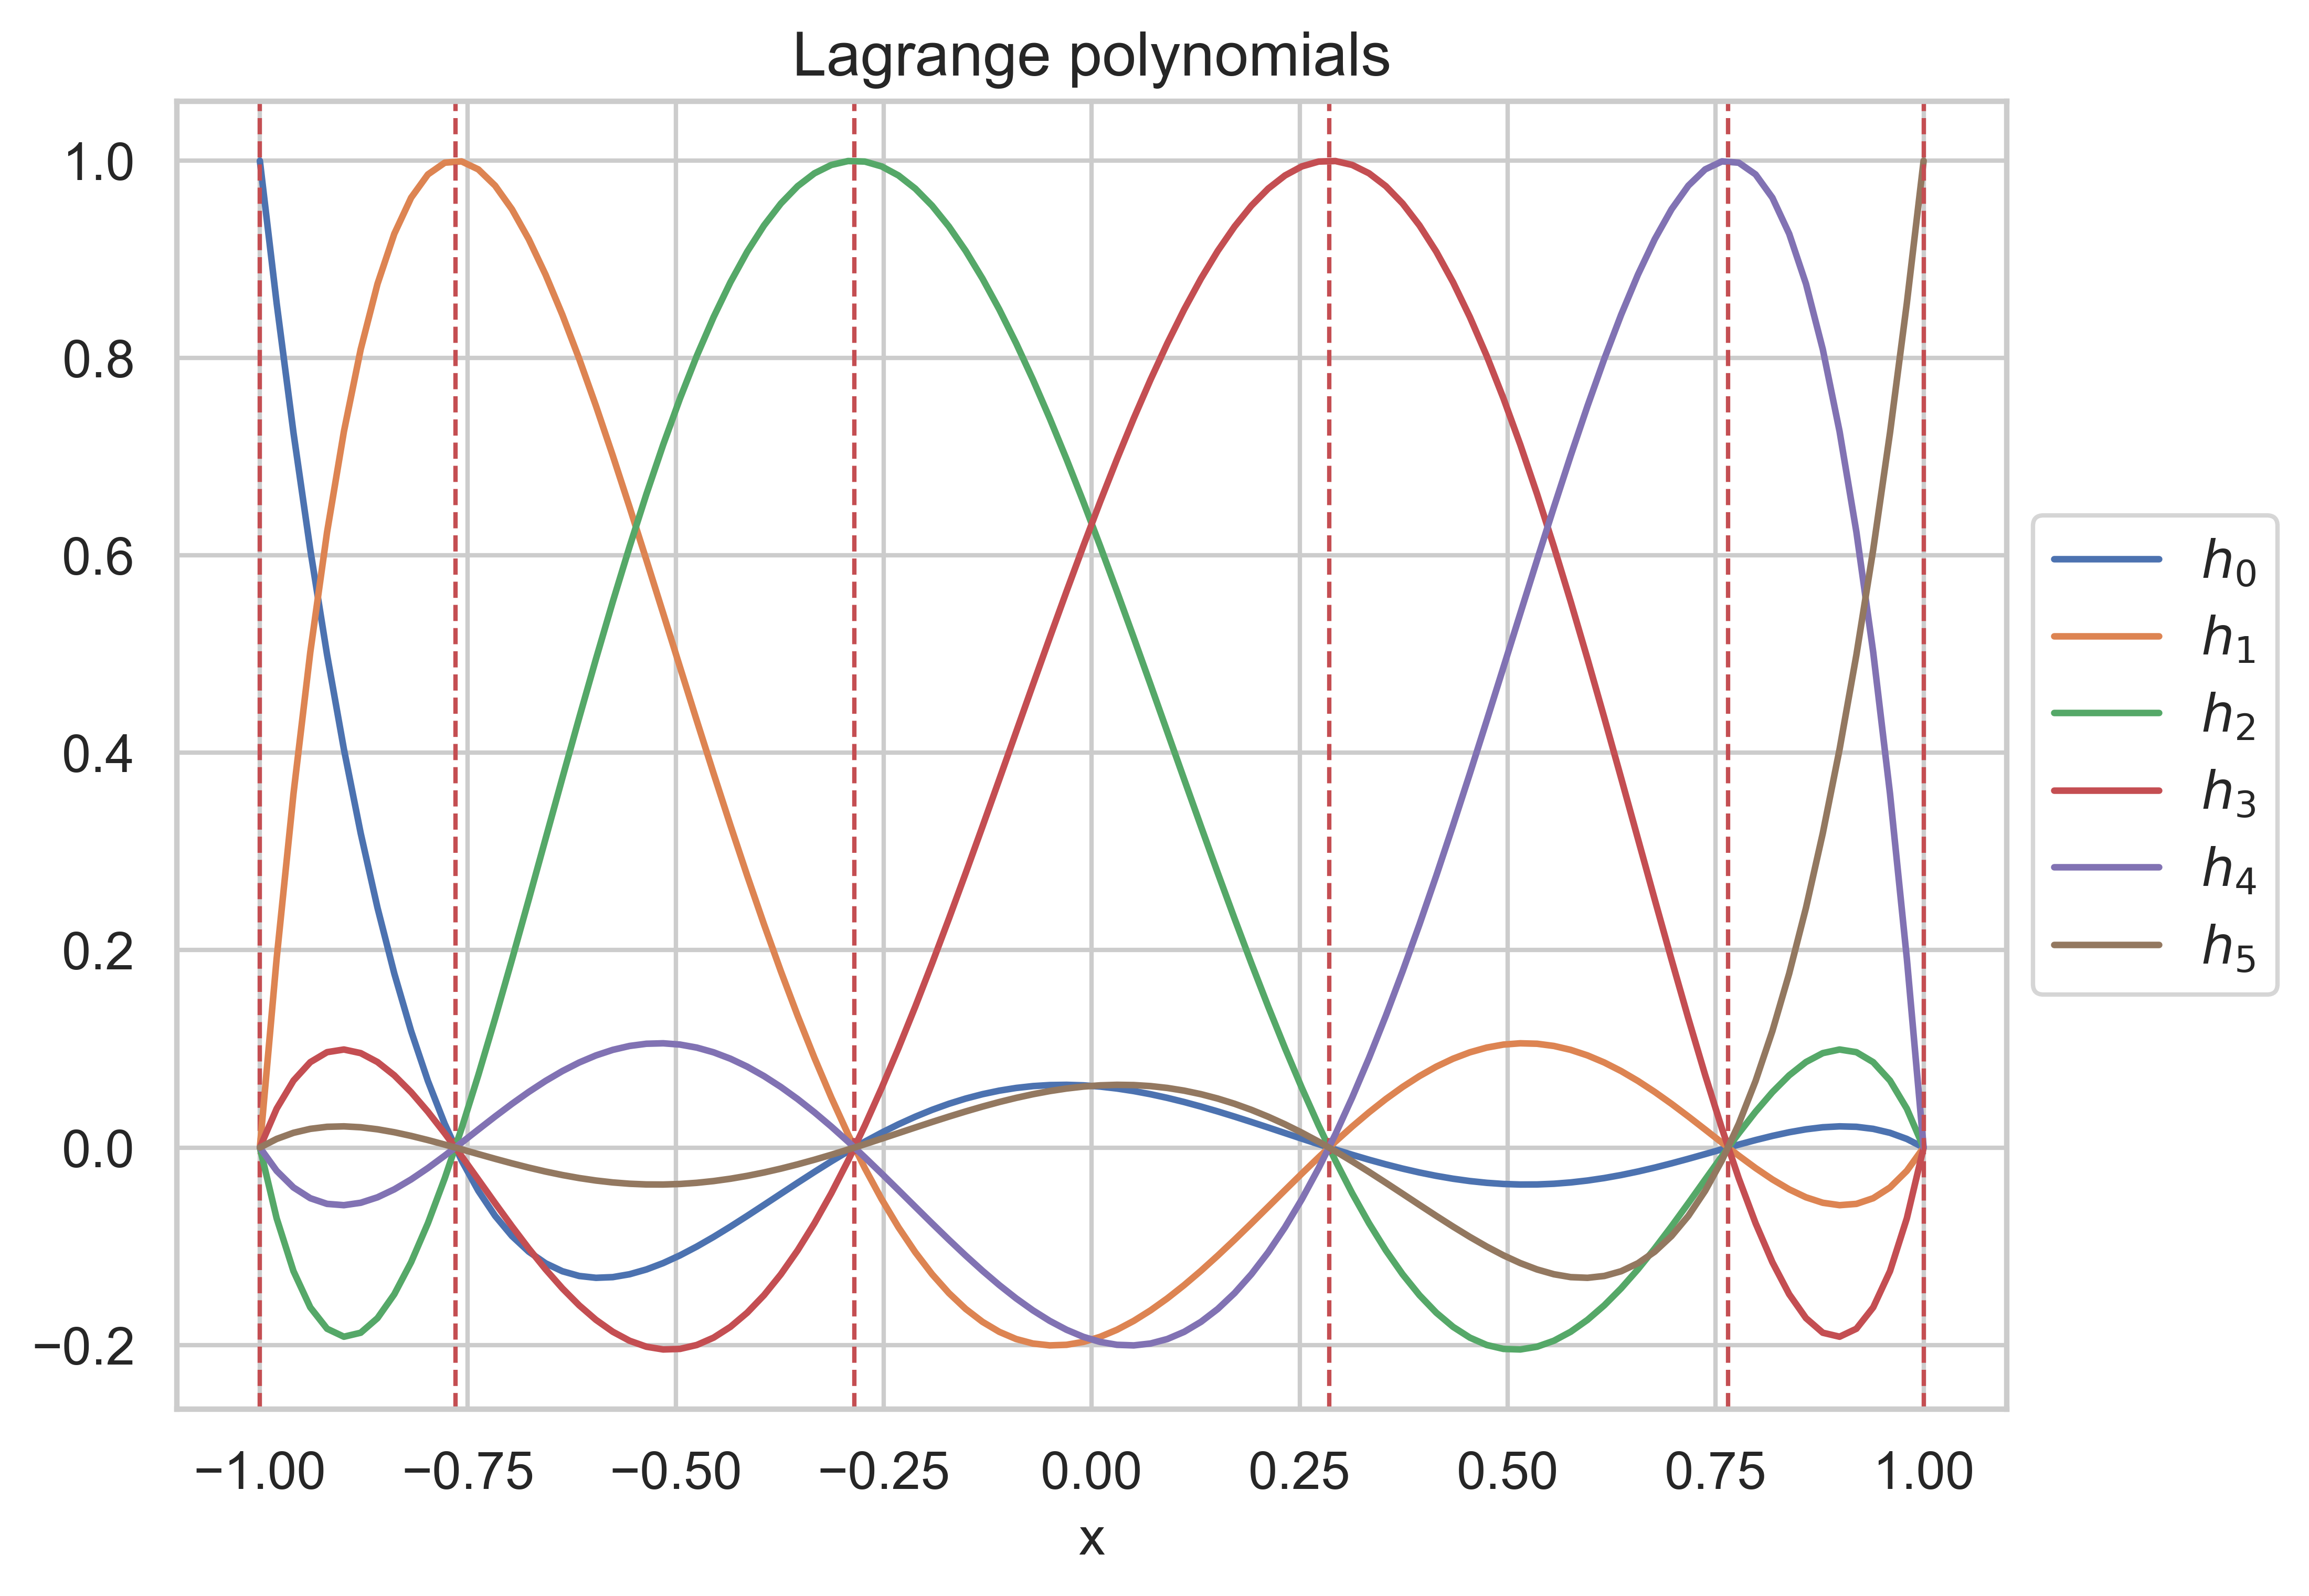 Lagrange polynomials
1.0
0.8
0.6
0.4
0.2
0.0
−0.2
−1.00 −0.75 −0.50 −0.25 0.00 0.25 0.50 0.75 1.00
x
h₀
h₁
h₂
h₃
h₄
h₅